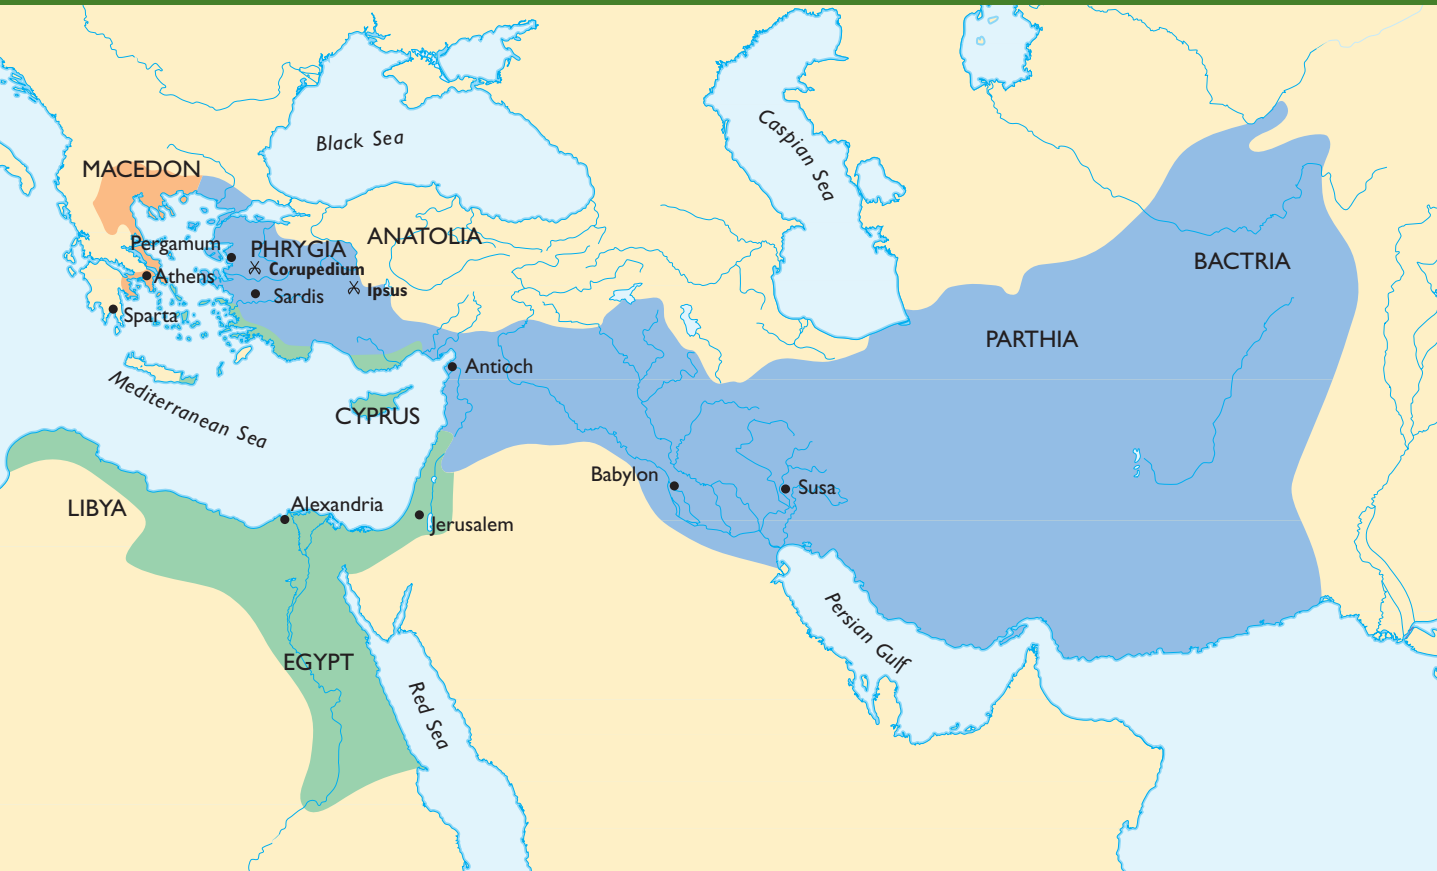 Black Sea
Caspian Sea
MACEDON
ANATOLIA
Pergamum
PHRYGIA
Corupedium
Athens
Ipsus
Sardis
Sparta
BACTRIA
PARTHIA
Antioch
Mediterranean Sea
CYPRUS
Babylon
Susa
LIBYA
Alexandria
Jerusalem
Persian Gulf
EGYPT
Red Sea